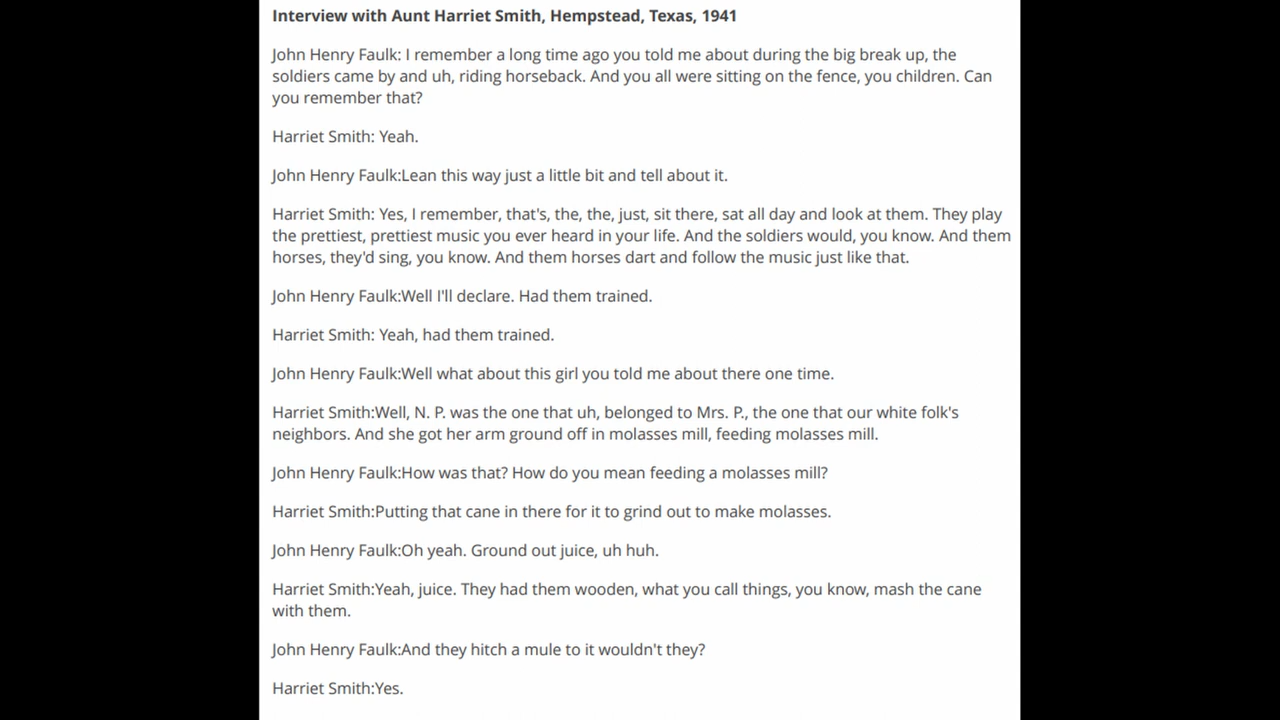 Interview with Aunt Harriet Smith, Hempstead, Texas, 1941
John Henry Faulk: I remember a long time ago you told me about during the big break up, the
soldiers came by and uh, riding horseback. And you all were sitting on the fence, you children. Can
you remember that?
Harriet Smith: Yeah.
John Henry Faulk:Lean this way just a little bit and tell about it.
Harriet Smith: Yes, I remember, that's, the, the, just, sit there, sat all day and look at them. They play
the prettiest, prettiest music you ever heard in your life. And the soldiers would, you know. And them
horses, they'd sing, you know. And them horses dart and follow the music just like that.
John Henry Faulk:Well I'll declare. Had them trained.
Harriet Smith: Yeah, had them trained.
John Henry Faulk:Well what about this girl you told me about there one time.
Harriet Smith:Well, N. P. was the one that uh, belonged to Mrs. P., the one that our white folk's
neighbors. And she got her arm ground off in molasses mill, feeding molasses mill.
John Henry Faulk:How was that? How do you mean feeding a molasses mill?
Harriet Smith:Putting that cane in there for it to grind out to make molasses.
John Henry Faulk:Oh yeah. Ground out juice, uh huh.
Harriet Smith:Yeah, juice. They had them wooden, what you call things, you know, mash the cane
with them.
John Henry Faulk:And they hitch a mule to it wouldn't they?
Harriet Smith:Yes.